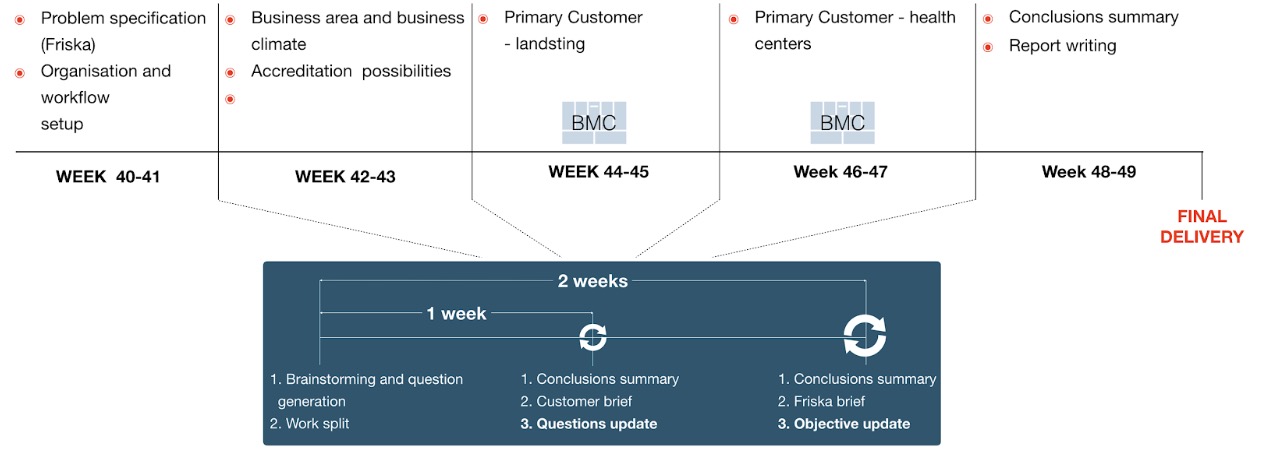 Problem specification
(Friska)
Organisation and
workflow
setup
Business area and business
climate
Accreditation possibilities
Primary Customer
- landsting
BMC
Primary Customer - health
centers
BMC
Conclusions summary
Report writing
WEEK 40-41
WEEK 42-43
WEEK 44-45
Week 46-47
Week 48-49
FINAL
DELIVERY
2 weeks
1 week
1. Brainstorming and question
generation
2. Work split
1. Conclusions summary
2. Customer brief
3. Questions update
1. Conclusions summary
2. Friska brief
3. Objective update